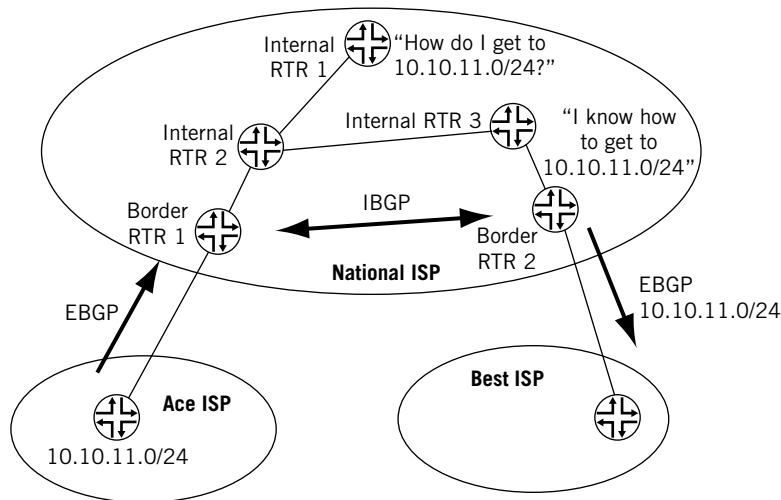 Internal
RTR 1
“How do I get to
10.10.11.0/24?”
Internal
RTR 2
Internal RTR 3
“I know how
to get to
10.10.11.0/24”
Border
RTR 1
IBGP
Border
RTR 2
National ISP
EBGP
EBGP
10.10.11.0/24
Ace ISP
10.10.11.0/24
Best ISP